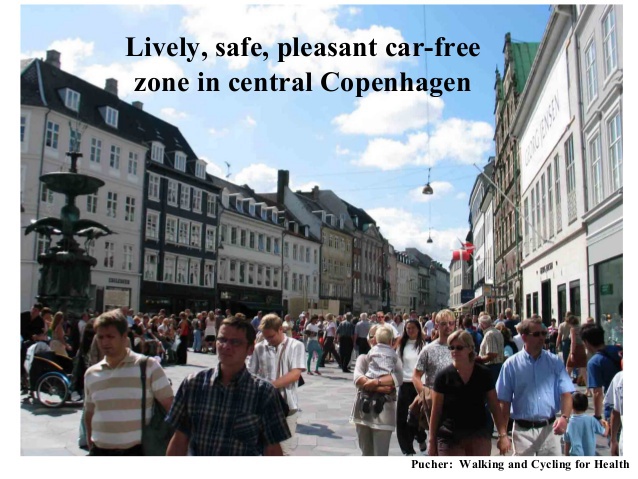 Lively, safe, pleasant car-free
zone in central Copenhagen
Pucher:  Walking and Cycling for Health